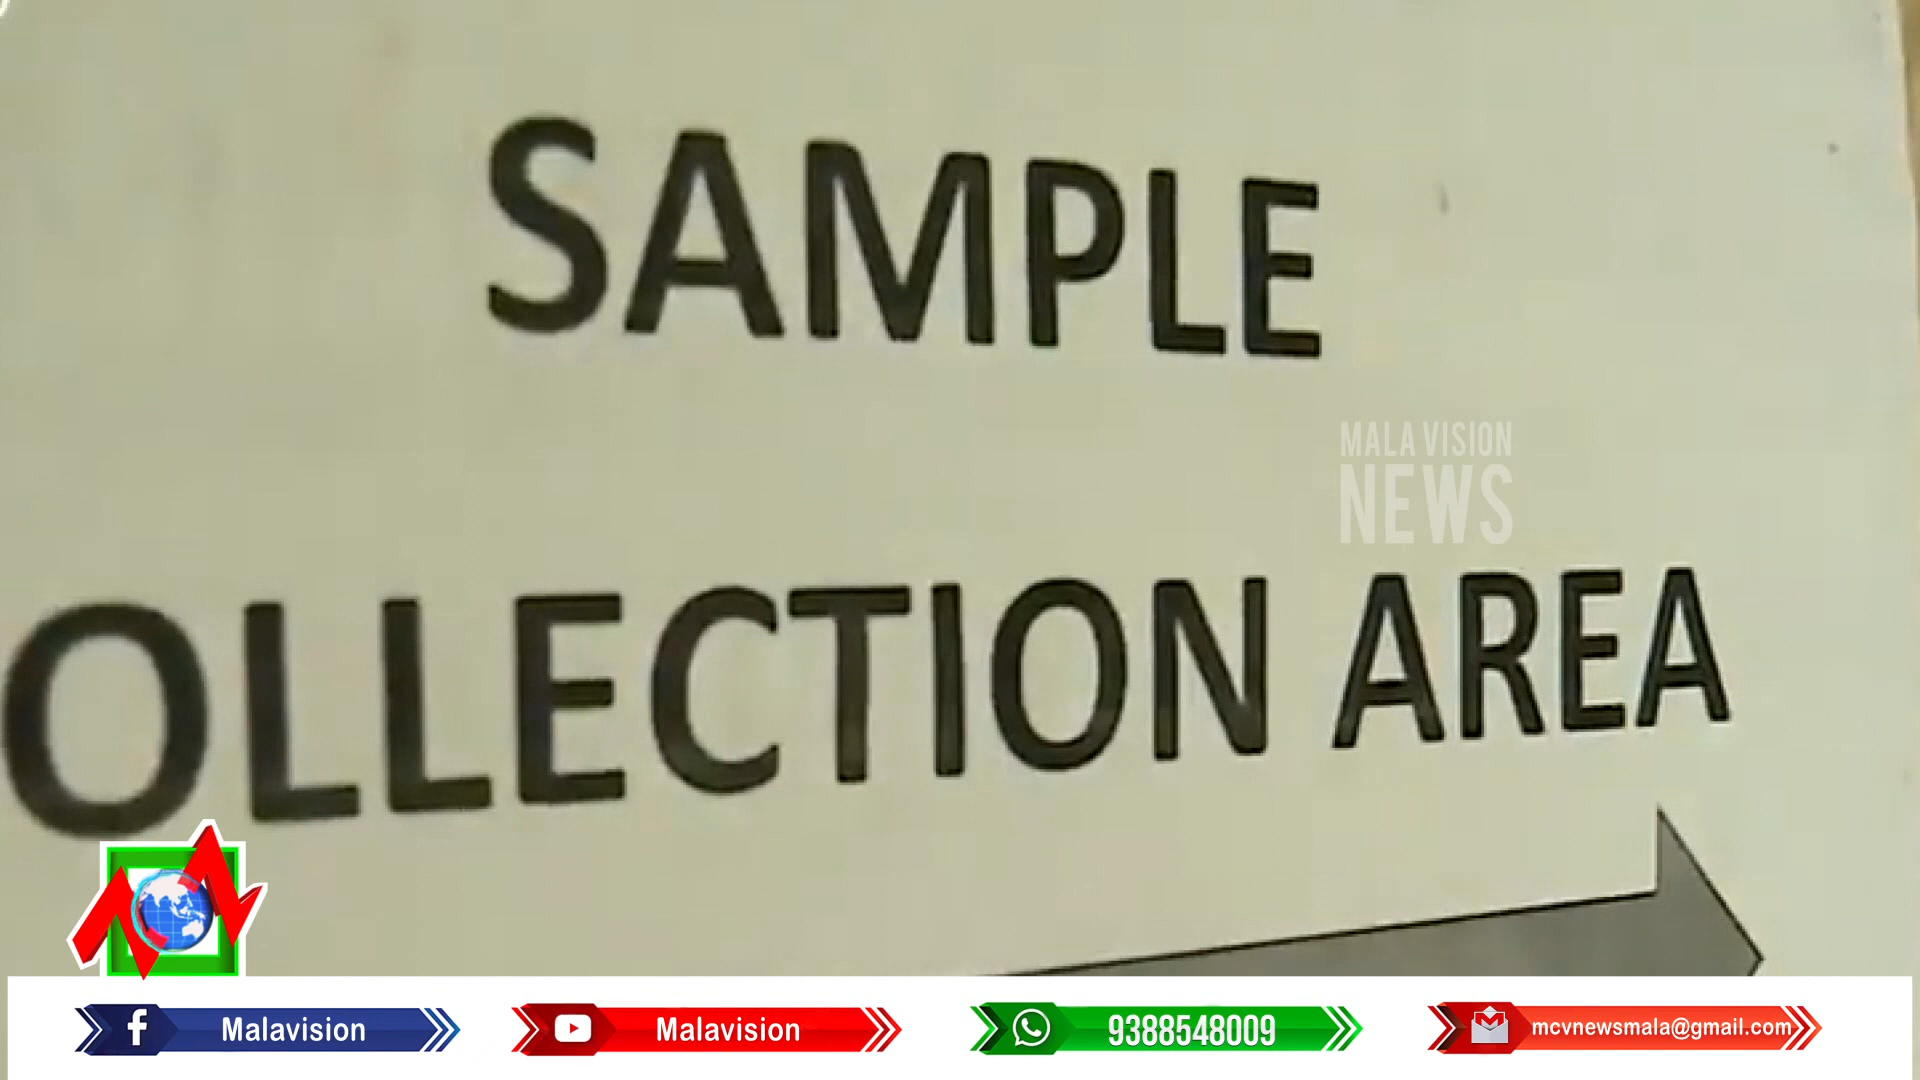 SAMPLE
MALA VISION
NEWS
OLLECTION AREA
Malavision
Malavision
9388548009
mcvnewsmala@gmail.com